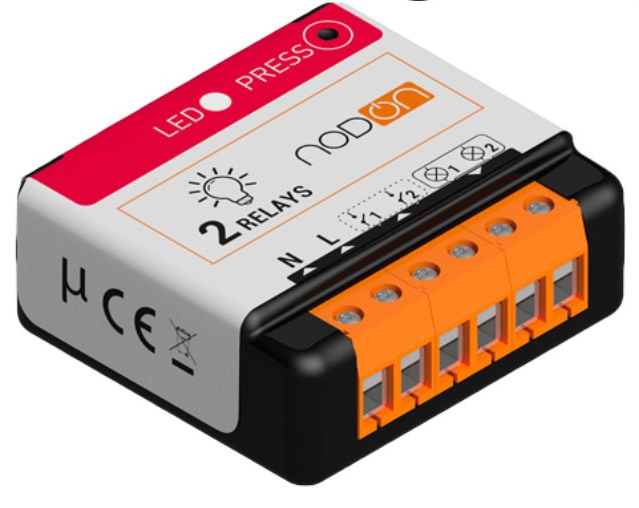 LED PRESS
NODON
2 RELAYS
N L 1 2 1 2
μ CE